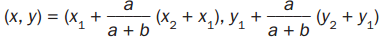 (x, y) = (x₁ + a/(a + b) (x₂ + x₁), y₁ + a/(a + b) (y₂ + y₁)